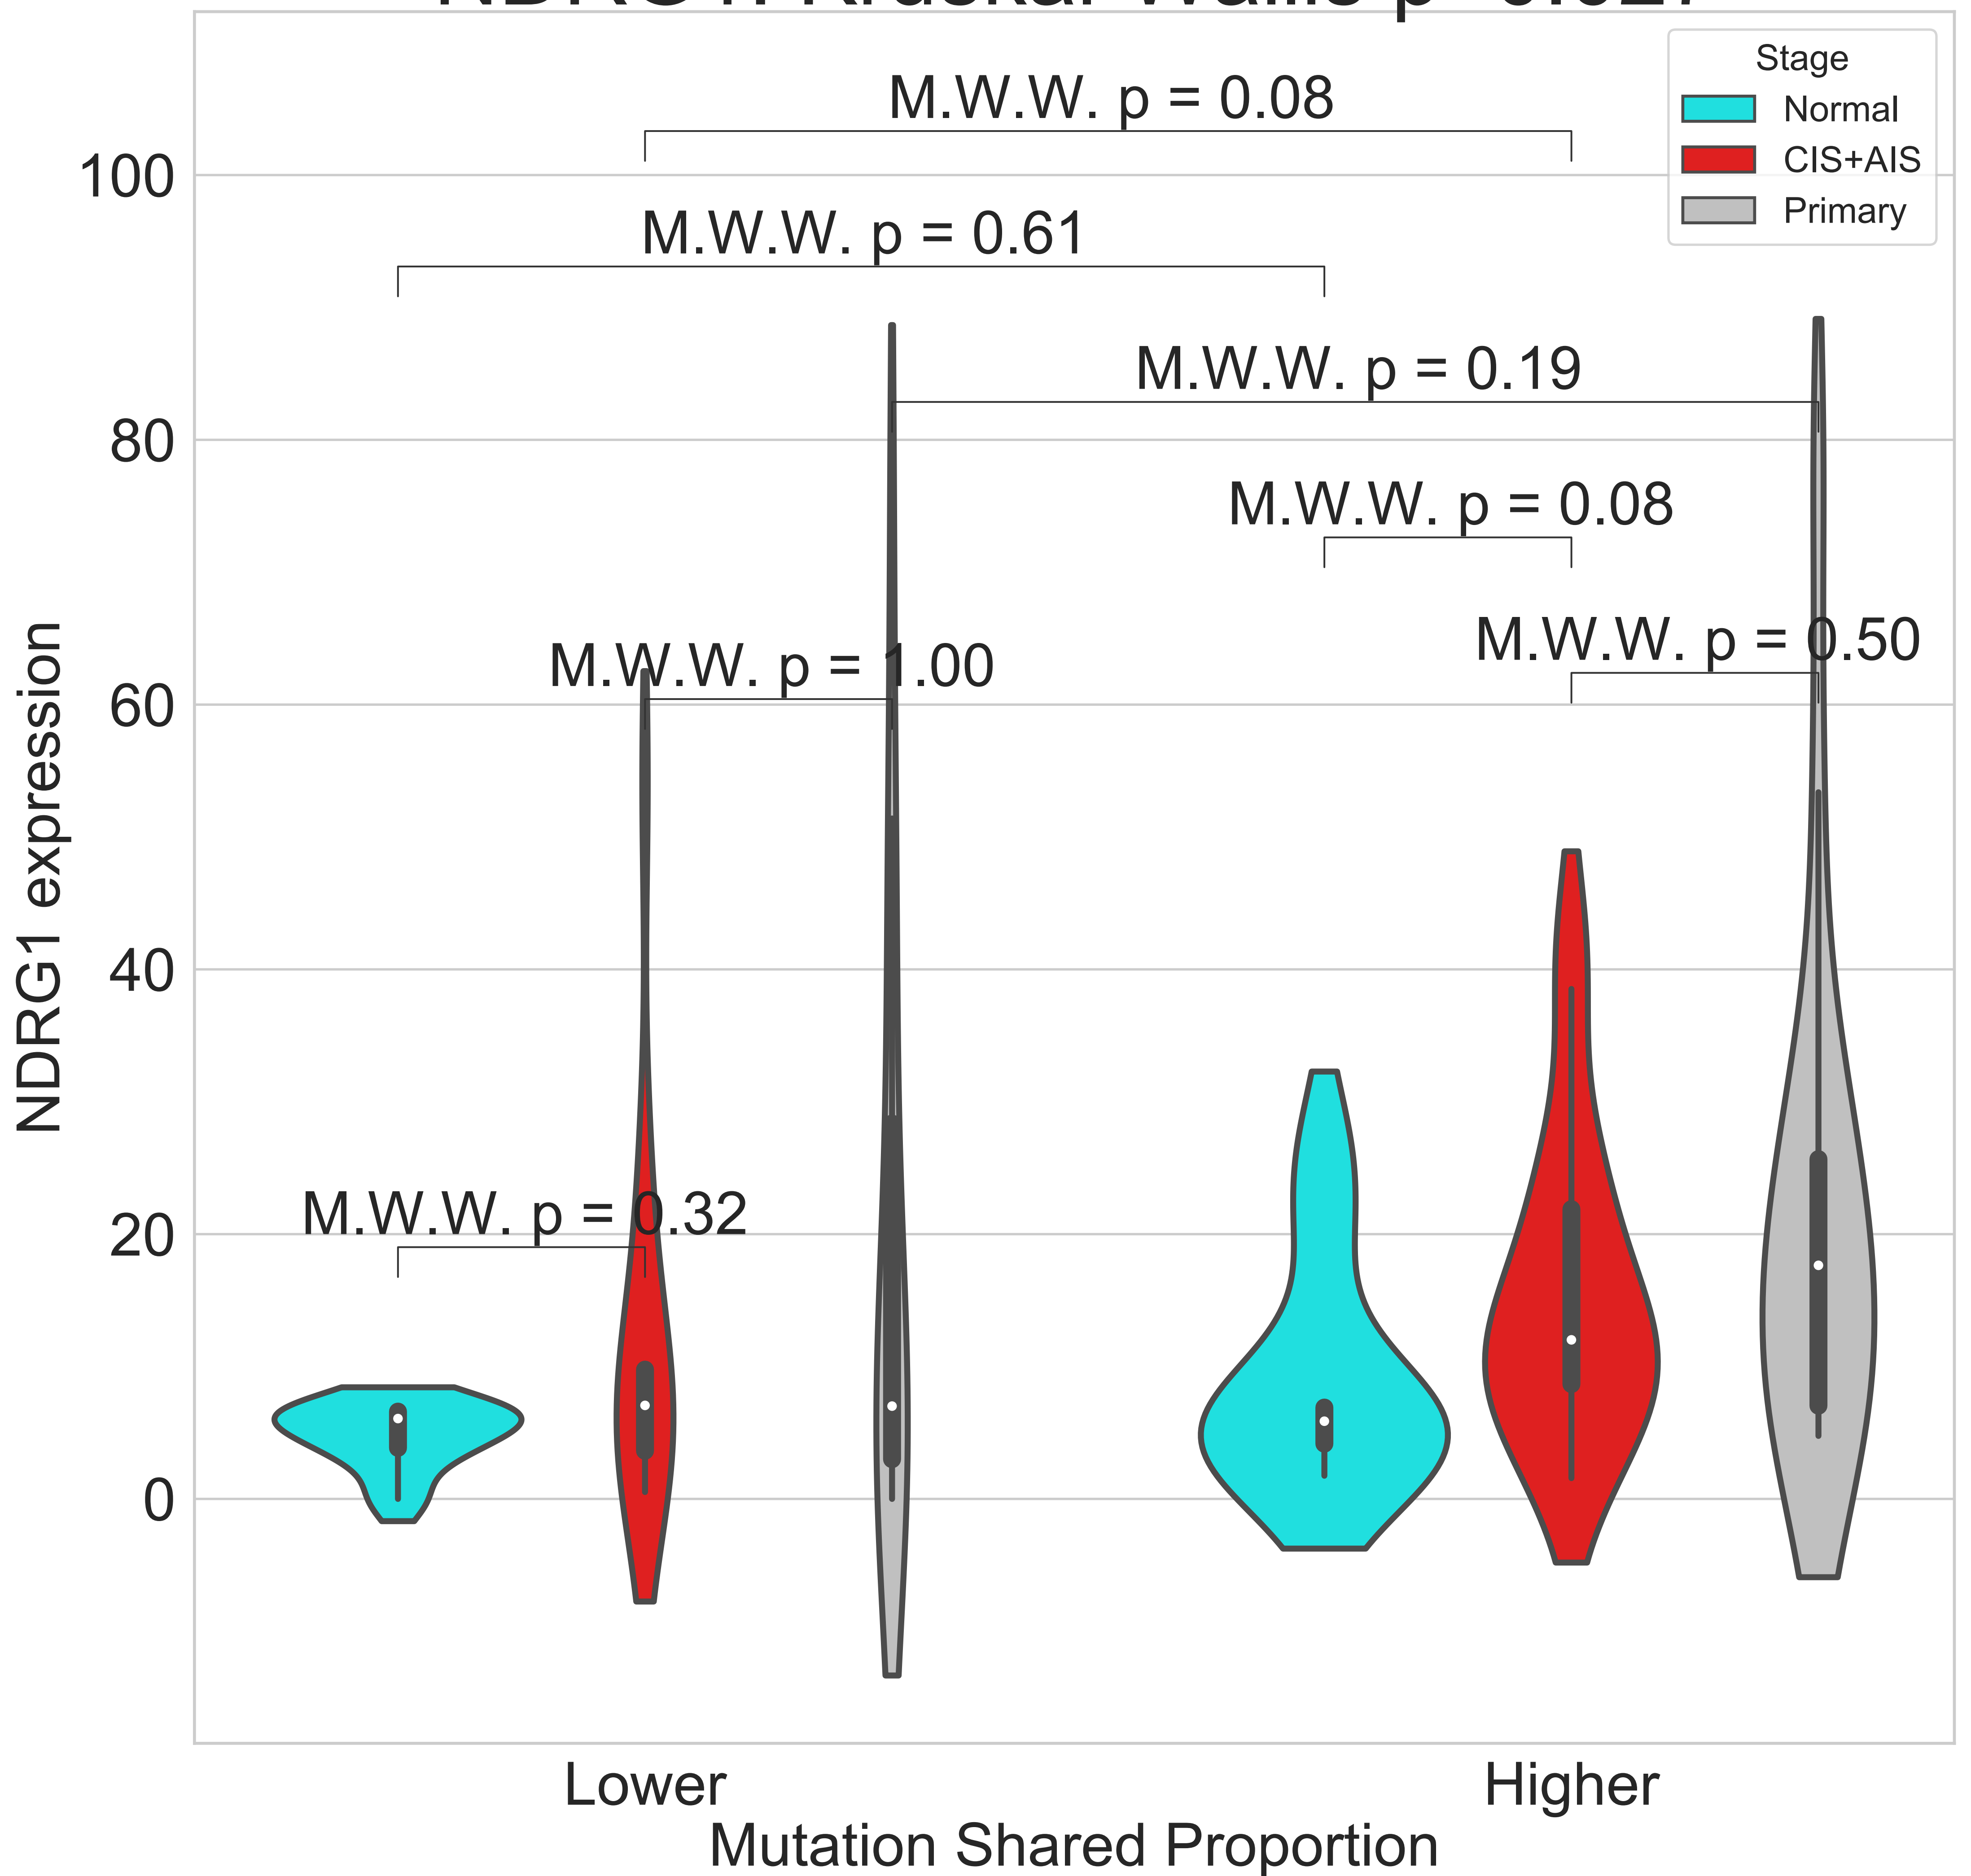 Stage
Normal
CIS+AIS
Primary
M.W.W. p = 0.08
M.W.W. p = 0.61
M.W.W. p = 0.19
M.W.W. p = 0.08
M.W.W. p = 0.50
M.W.W. p = 1.00
M.W.W. p = 0.32
100
80
60
40
20
0
NDRG1 expression
Lower
Higher
Mutation Shared Proportion